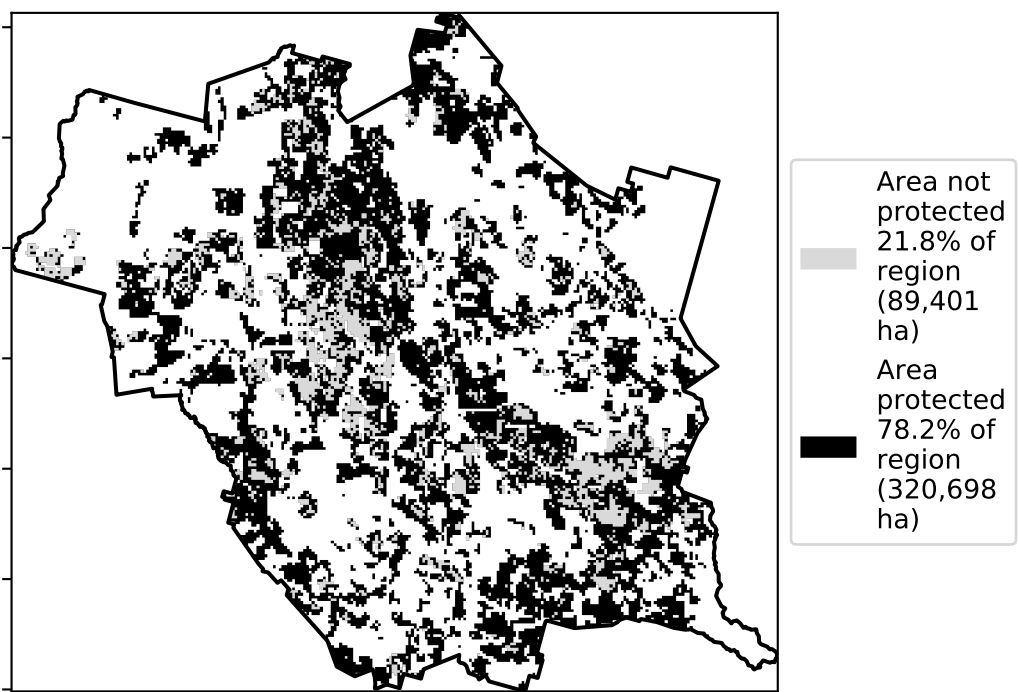 Area not
protected
21.8% of
region
(89,401
ha)
Area
protected
78.2% of
region
(320,698
ha)